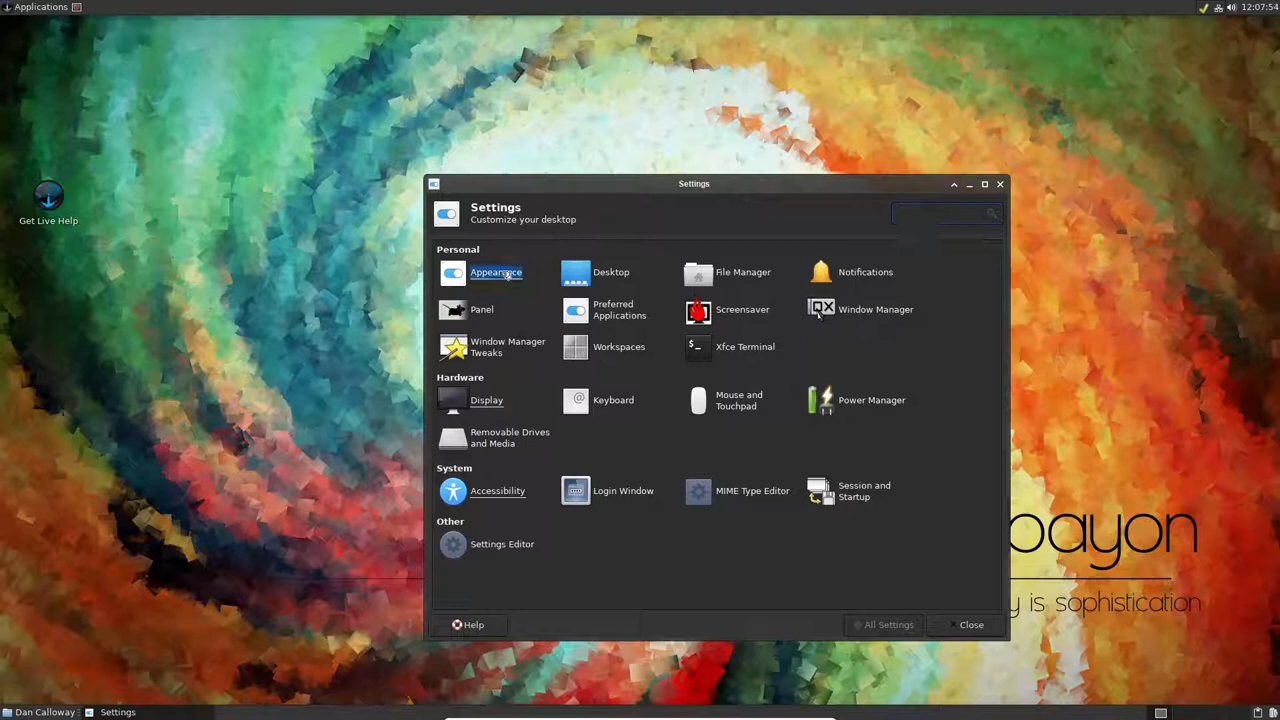 Applications
12:07:54
Get Live Help
Settings
Settings
Customize your desktop
Personal
Appearance
Desktop
File Manager
Notifications
Panel
Preferred
Applications
Screensaver
Window Manager
Window Manager
Tweaks
Workspaces
Xfce Terminal
Hardware
Display
Keyboard
Mouse and
Touchpad
Power Manager
Removable Drives
and Media
System
Accessibility
Login Window
MIME Type Editor
Session and
Startup
Other
Settings Editor
bayon
y is sophistication
Help
All Settings
Close
Dan Calloway
Settings